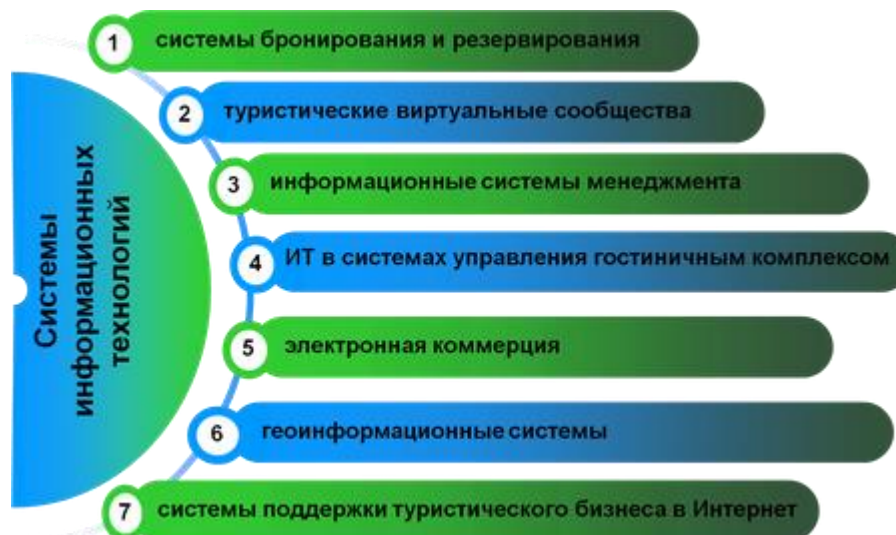 Системы
информационных
технологий
1
системы бронирования и резервирования
2
туристические виртуальные сообщества
3
информационные системы менеджмента
4
ИТ в системах управления гостиничным комплексом
5
электронная коммерция
6
геоинформационные системы
7
системы поддержки туристического бизнеса в Интернет